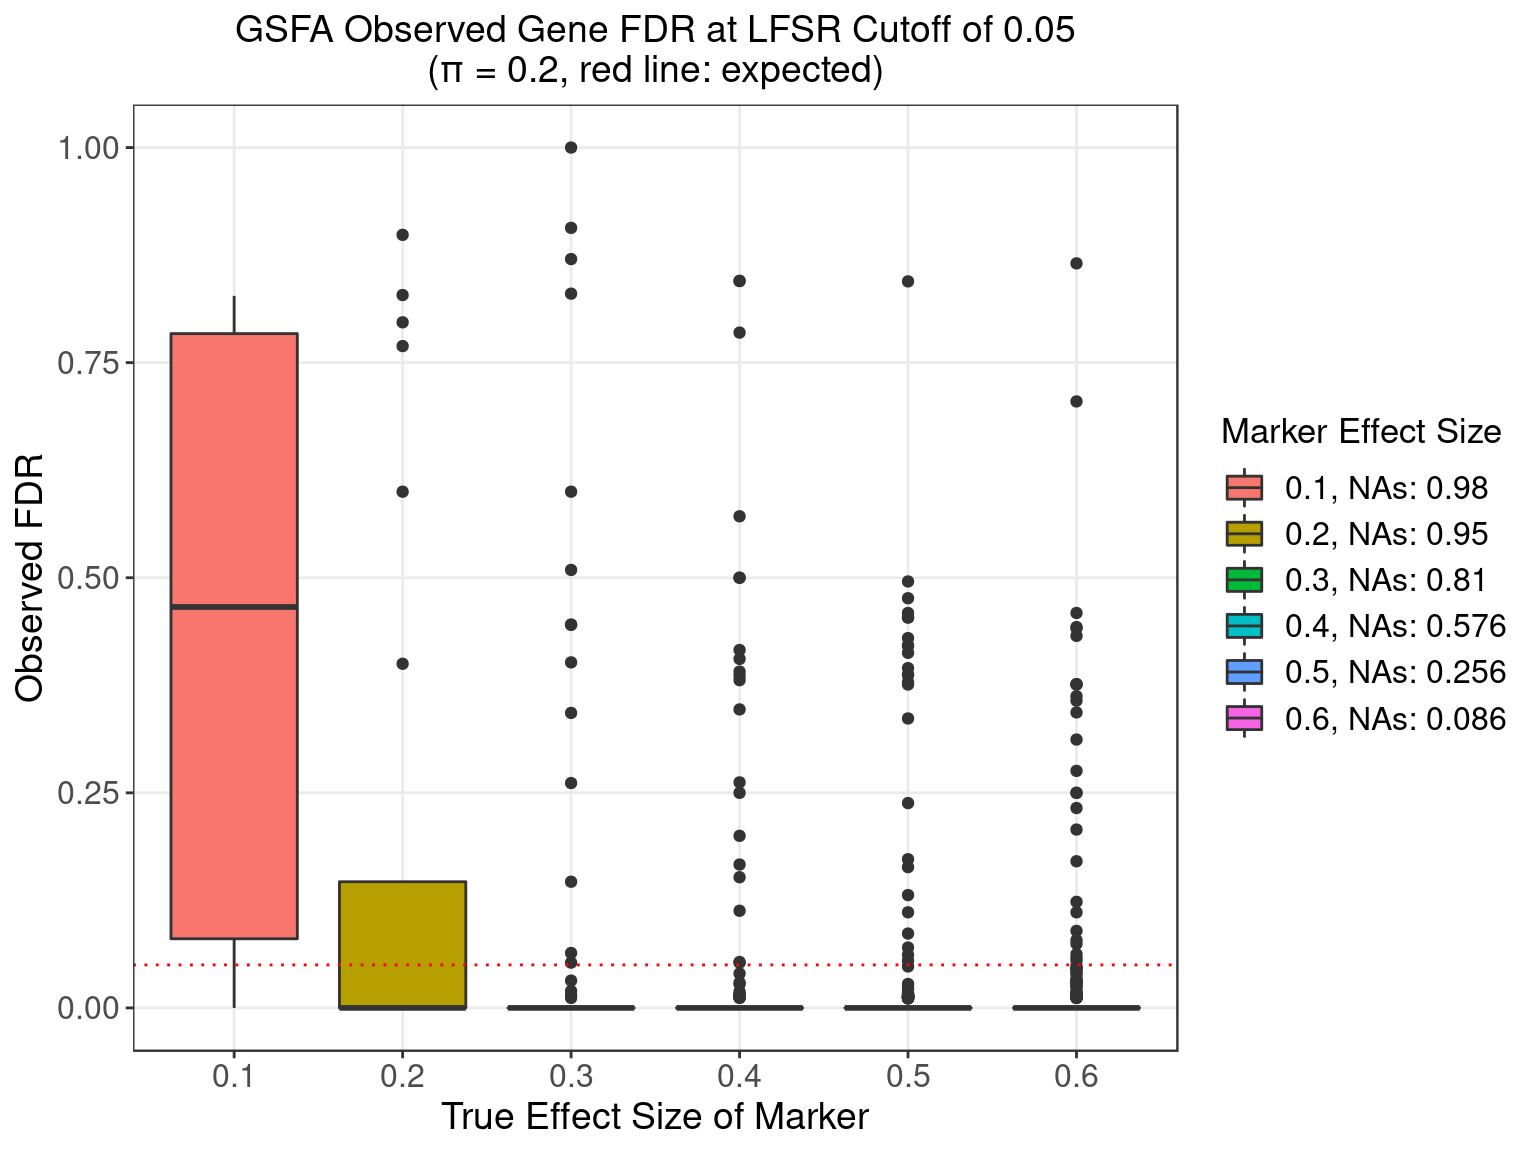 GSFA Observed Gene FDR at LFSR Cutoff of 0.05
(π = 0.2, red line: expected)
Observed FDR
1.00
0.75
0.50
0.25
0.00
0.1
0.2
0.3
0.4
0.5
0.6
True Effect Size of Marker
Marker Effect Size
0.1, NAs: 0.98
0.2, NAs: 0.95
0.3, NAs: 0.81
0.4, NAs: 0.576
0.5, NAs: 0.256
0.6, NAs: 0.086